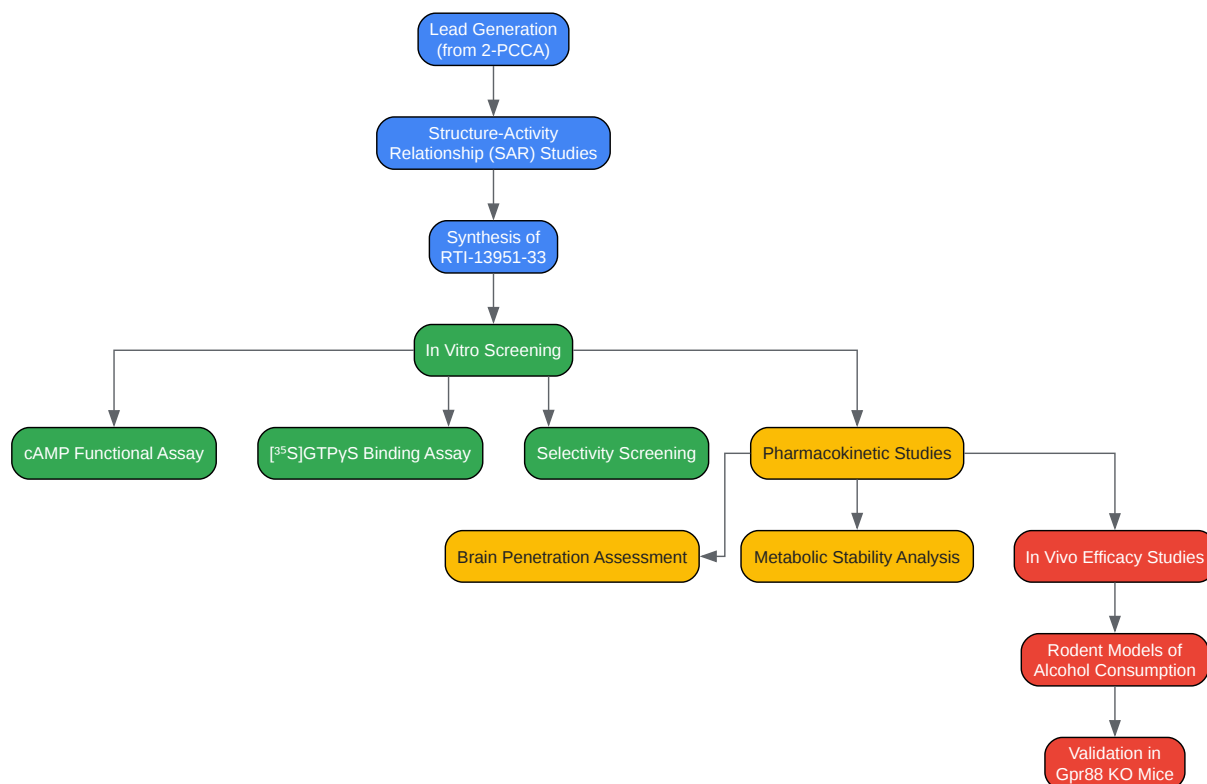 Lead Generation
(from 2-PCCA)
Structure-Activity
Relationship (SAR) Studies
Synthesis of
RTI-13951-33
In Vitro Screening
cAMP Functional Assay
[³⁵S]GTPγS Binding Assay
Selectivity Screening
Pharmacokinetic Studies
Brain Penetration Assessment
Metabolic Stability Analysis
In Vivo Efficacy Studies
Rodent Models of
Alcohol Consumption
Validation in
Gpr88 KO Mice